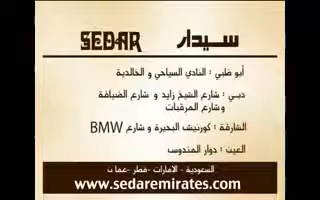 SEDAR سيدار
أبو ظبي : النادي السياحي و الخالدية
دبي : شارع الشيخ زايد و شارع الضيافة
وشارع المرقبات
الشارقة : كورنيش البحيرة و شارع BMW
العين : دوار المندوس
السعودية - الامارات -قطر -عما ن
www.sedaremirates.com